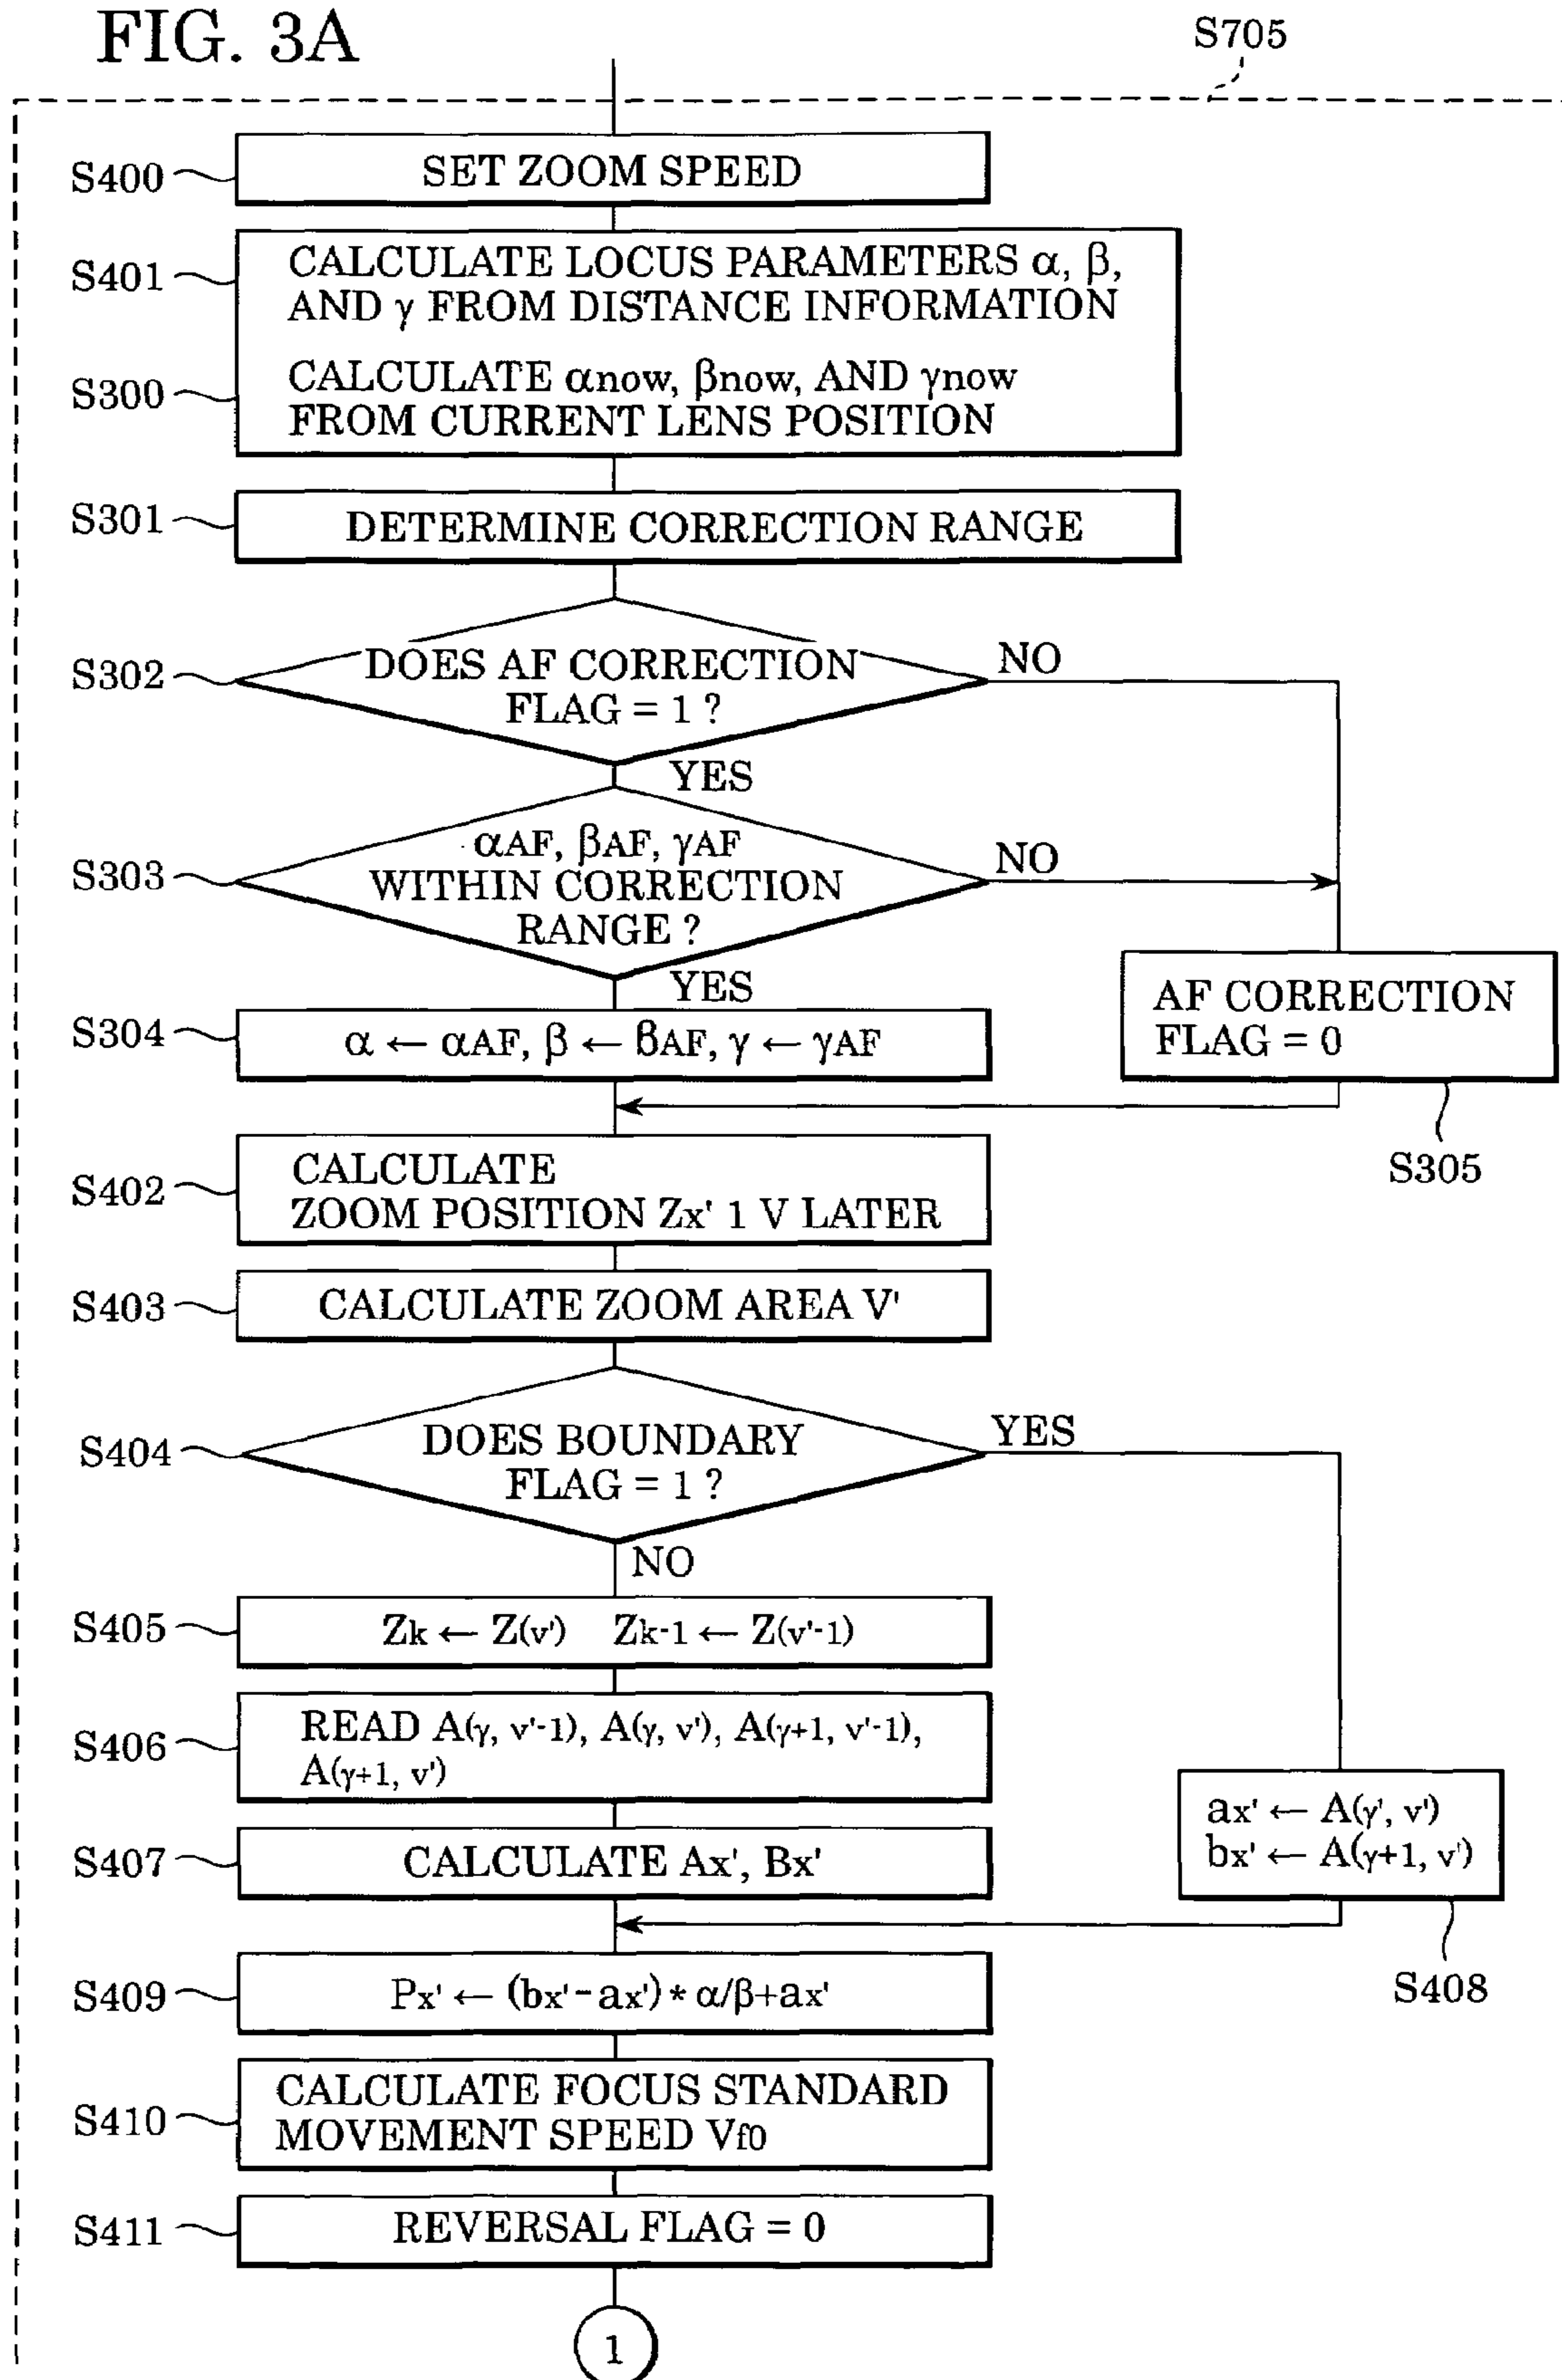 FIG. 3A
S705
S400
SET ZOOM SPEED
S401
CALCULATE LOCUS PARAMETERS α, β,
AND γ FROM DISTANCE INFORMATION
S300
CALCULATE αnow, βnow, AND γnow
FROM CURRENT LENS POSITION
S301
DETERMINE CORRECTION RANGE
S302
DOES AF CORRECTION
FLAG = 1 ?
NO
YES
S303
αAF, βAF, γAF
WITHIN CORRECTION
RANGE ?
NO
YES
S304
α ← αAF, β ← βAF, γ ← γAF
AF CORRECTION
FLAG = 0
S305
S402
CALCULATE
ZOOM POSITION Zx' 1 V LATER
S403
CALCULATE ZOOM AREA V'
S404
DOES BOUNDARY
FLAG = 1 ?
YES
NO
S405
Zk ← Z(v') Zk-1 ← Z(v'-1)
S406
READ A(γ, v'-1), A(γ, v'), A(γ+1, v'-1),
A(γ+1, v')
S407
CALCULATE Ax', Bx'
ax' ← A(γ', v')
bx' ← A(γ+1, v')
S408
S409
Px' ← (bx'-ax') * α/β+ax'
S410
CALCULATE FOCUS STANDARD
MOVEMENT SPEED Vf0
S411
REVERSAL FLAG = 0
1